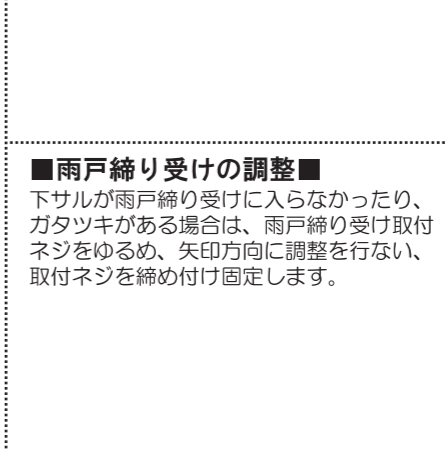 ■雨戸締り受けの調整■
下サルが雨戸締り受けに入らなかったり、
ガタツキがある場合は、雨戸締り受け取付
ネジをゆるめ、矢印方向に調整を行ない、
取付ネジを締め付け固定します。